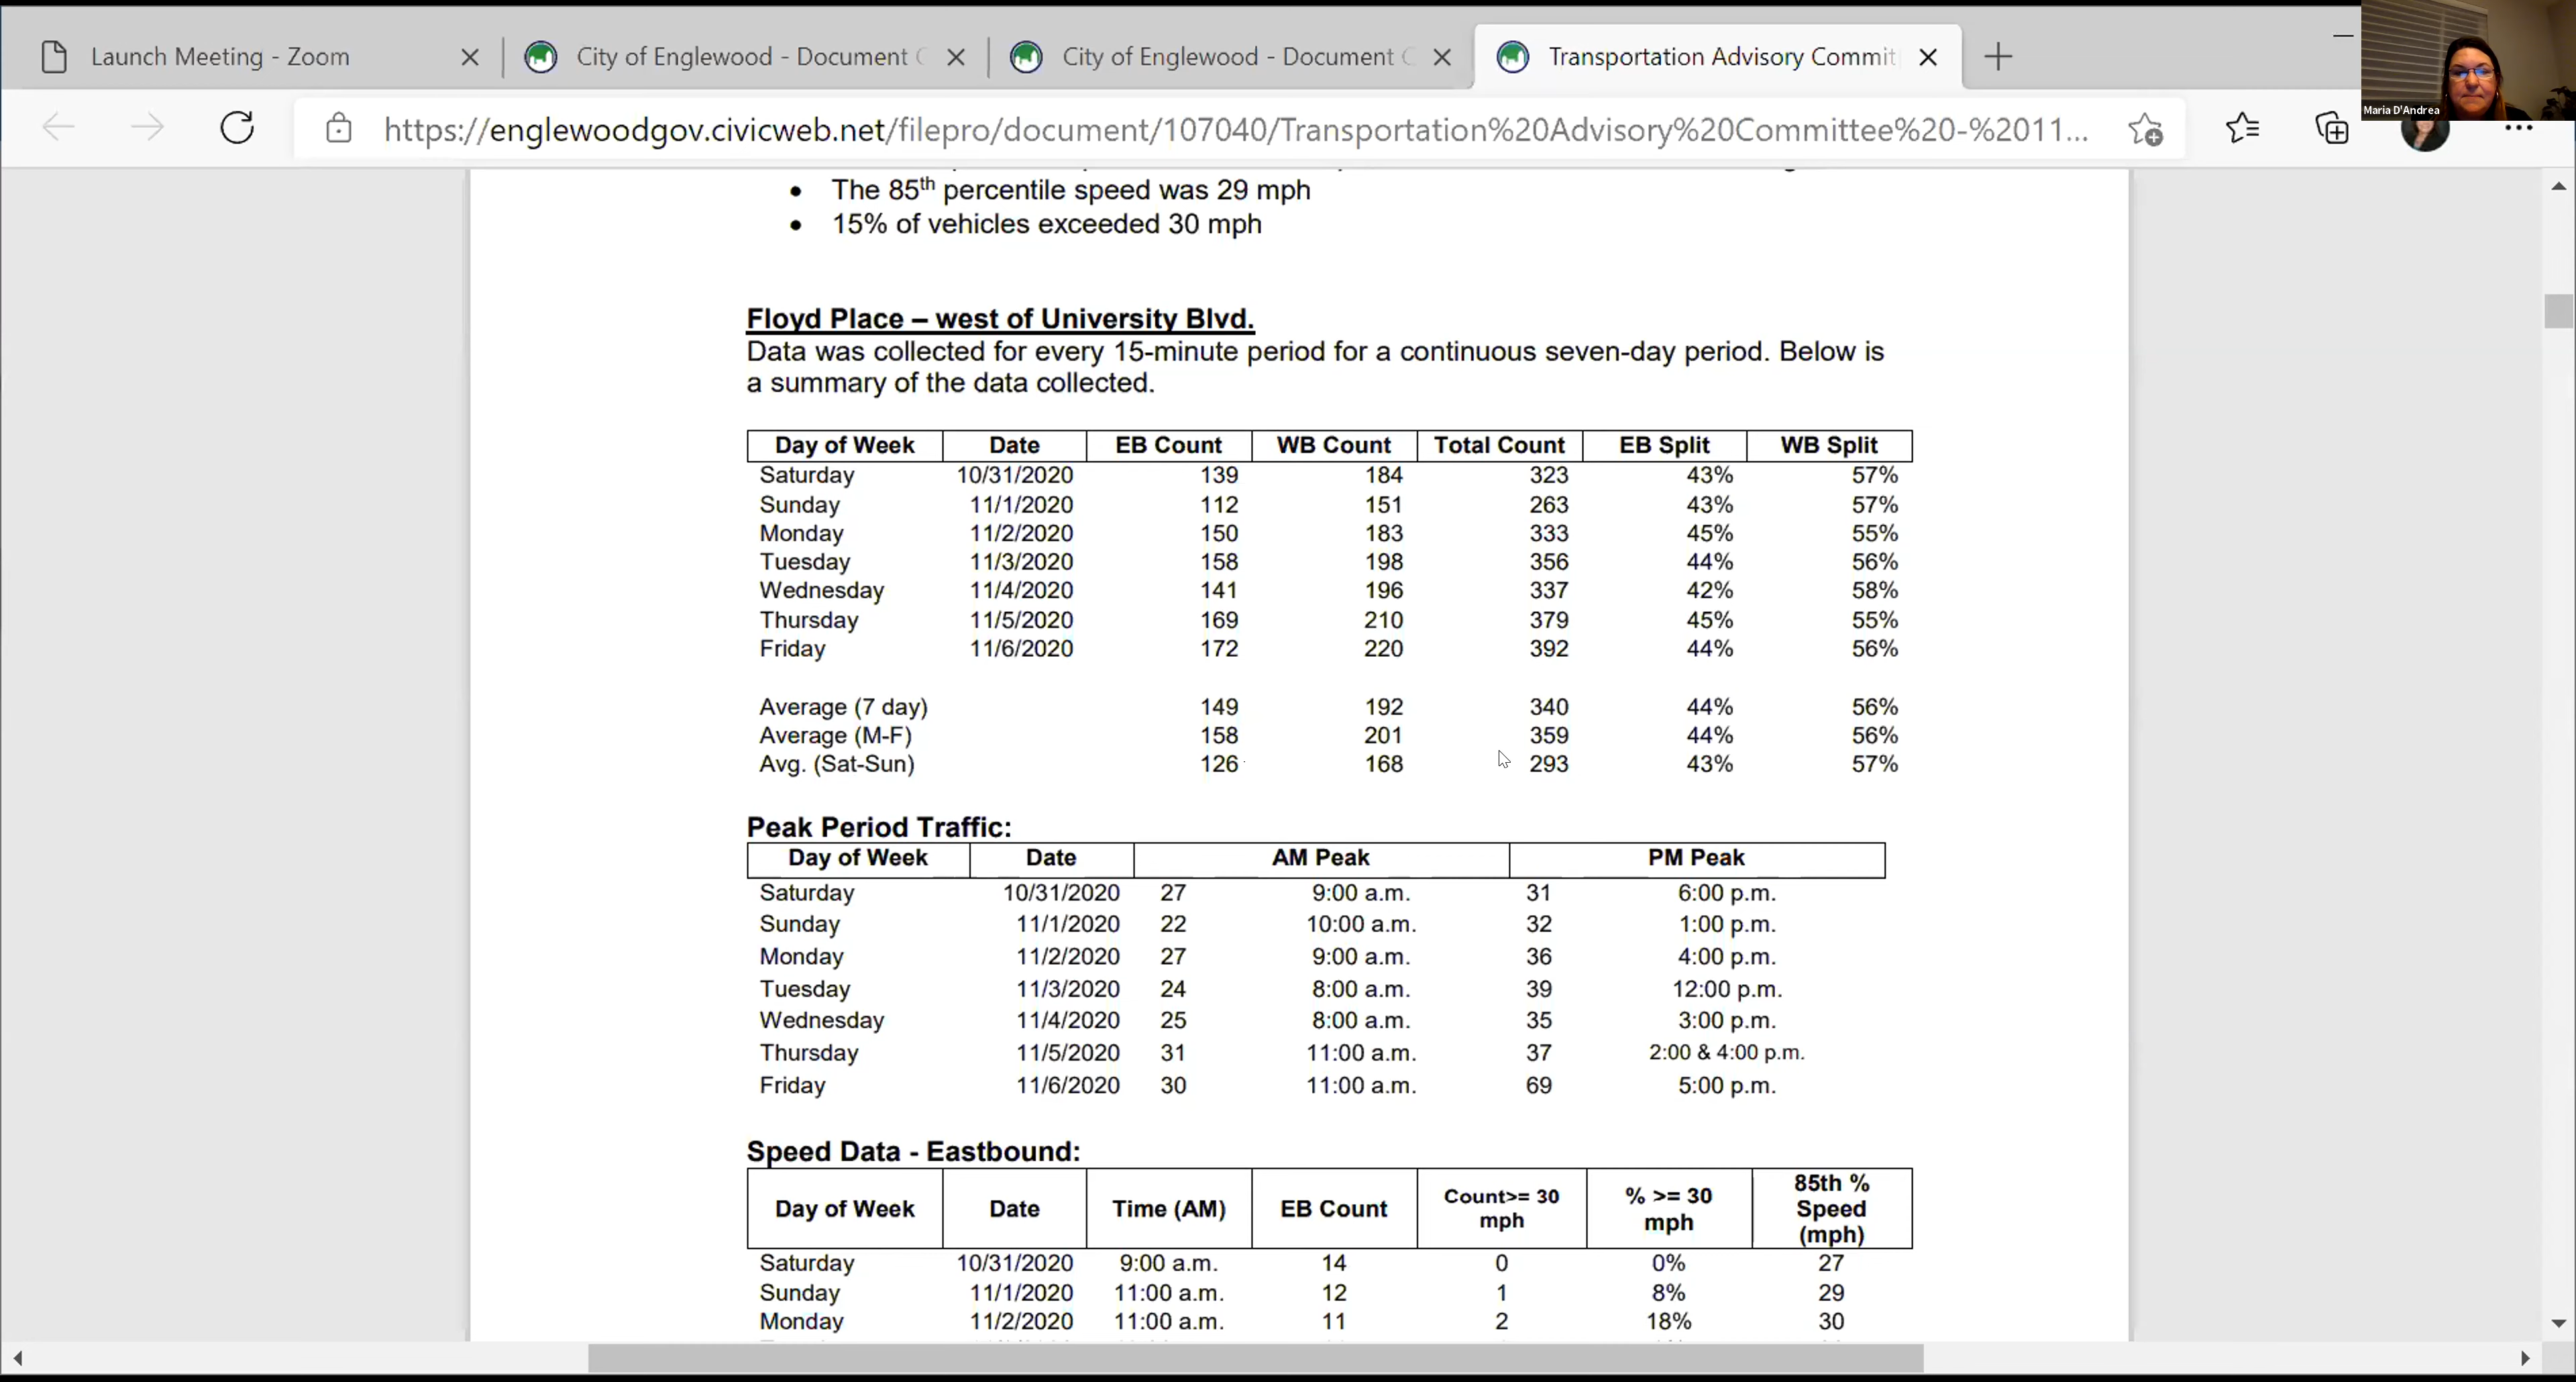 Launch Meeting - Zoom
City of Englewood - Document
City of Englewood - Document
Transportation Advisory Commit
Maria D'Andrea
https://englewoodgov.civicweb.net/filepro/document/107040/Transportation%20Advisory%20Committee%20-%2011...
• The 85th percentile speed was 29 mph
• 15% of vehicles exceeded 30 mph
Floyd Place – west of University Blvd.
Data was collected for every 15-minute period for a continuous seven-day period. Below is
a summary of the data collected.
Day of Week Date EB Count WB Count Total Count EB Split WB Split
Saturday 10/31/2020 139 184 323 43% 57%
Sunday 11/1/2020 112 151 263 43% 57%
Monday 11/2/2020 150 183 333 45% 55%
Tuesday 11/3/2020 158 198 356 44% 56%
Wednesday 11/4/2020 141 196 337 42% 58%
Thursday 11/5/2020 169 210 379 45% 55%
Friday 11/6/2020 172 220 392 44% 56%
Average (7 day) 149 192 340 44% 56%
Average (M-F) 158 201 359 44% 56%
Avg. (Sat-Sun) 126 168 293 43% 57%
Peak Period Traffic:
Day of Week Date AM Peak PM Peak
Saturday 10/31/2020 27 9:00 a.m. 31 6:00 p.m.
Sunday 11/1/2020 22 10:00 a.m. 32 1:00 p.m.
Monday 11/2/2020 27 9:00 a.m. 36 4:00 p.m.
Tuesday 11/3/2020 24 8:00 a.m. 39 12:00 p.m.
Wednesday 11/4/2020 25 8:00 a.m. 35 3:00 p.m.
Thursday 11/5/2020 31 11:00 a.m. 37 2:00 & 4:00 p.m.
Friday 11/6/2020 30 11:00 a.m. 69 5:00 p.m.
Speed Data - Eastbound:
Day of Week Date Time (AM) EB Count Count>= 30 mph % >= 30 mph 85th % Speed (mph)
Saturday 10/31/2020 9:00 a.m. 14 0 0% 27
Sunday 11/1/2020 11:00 a.m. 12 1 8% 29
Monday 11/2/2020 11:00 a.m. 11 2 18% 30